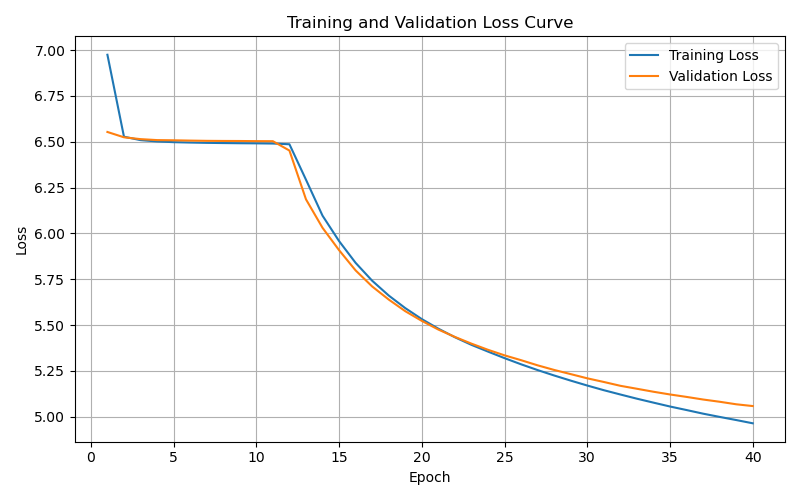 Training and Validation Loss Curve
Training Loss
Validation Loss
7.00
6.75
6.50
6.25
6.00
5.75
5.50
5.25
5.00
Loss
0 5 10 15 20 25 30 35 40
Epoch